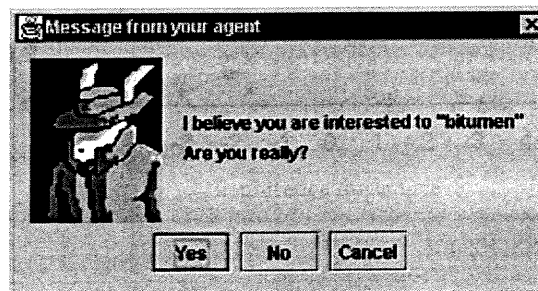 Message from your agent
I believe you are interested to "bitumen"
Are you really?
Yes No Cancel